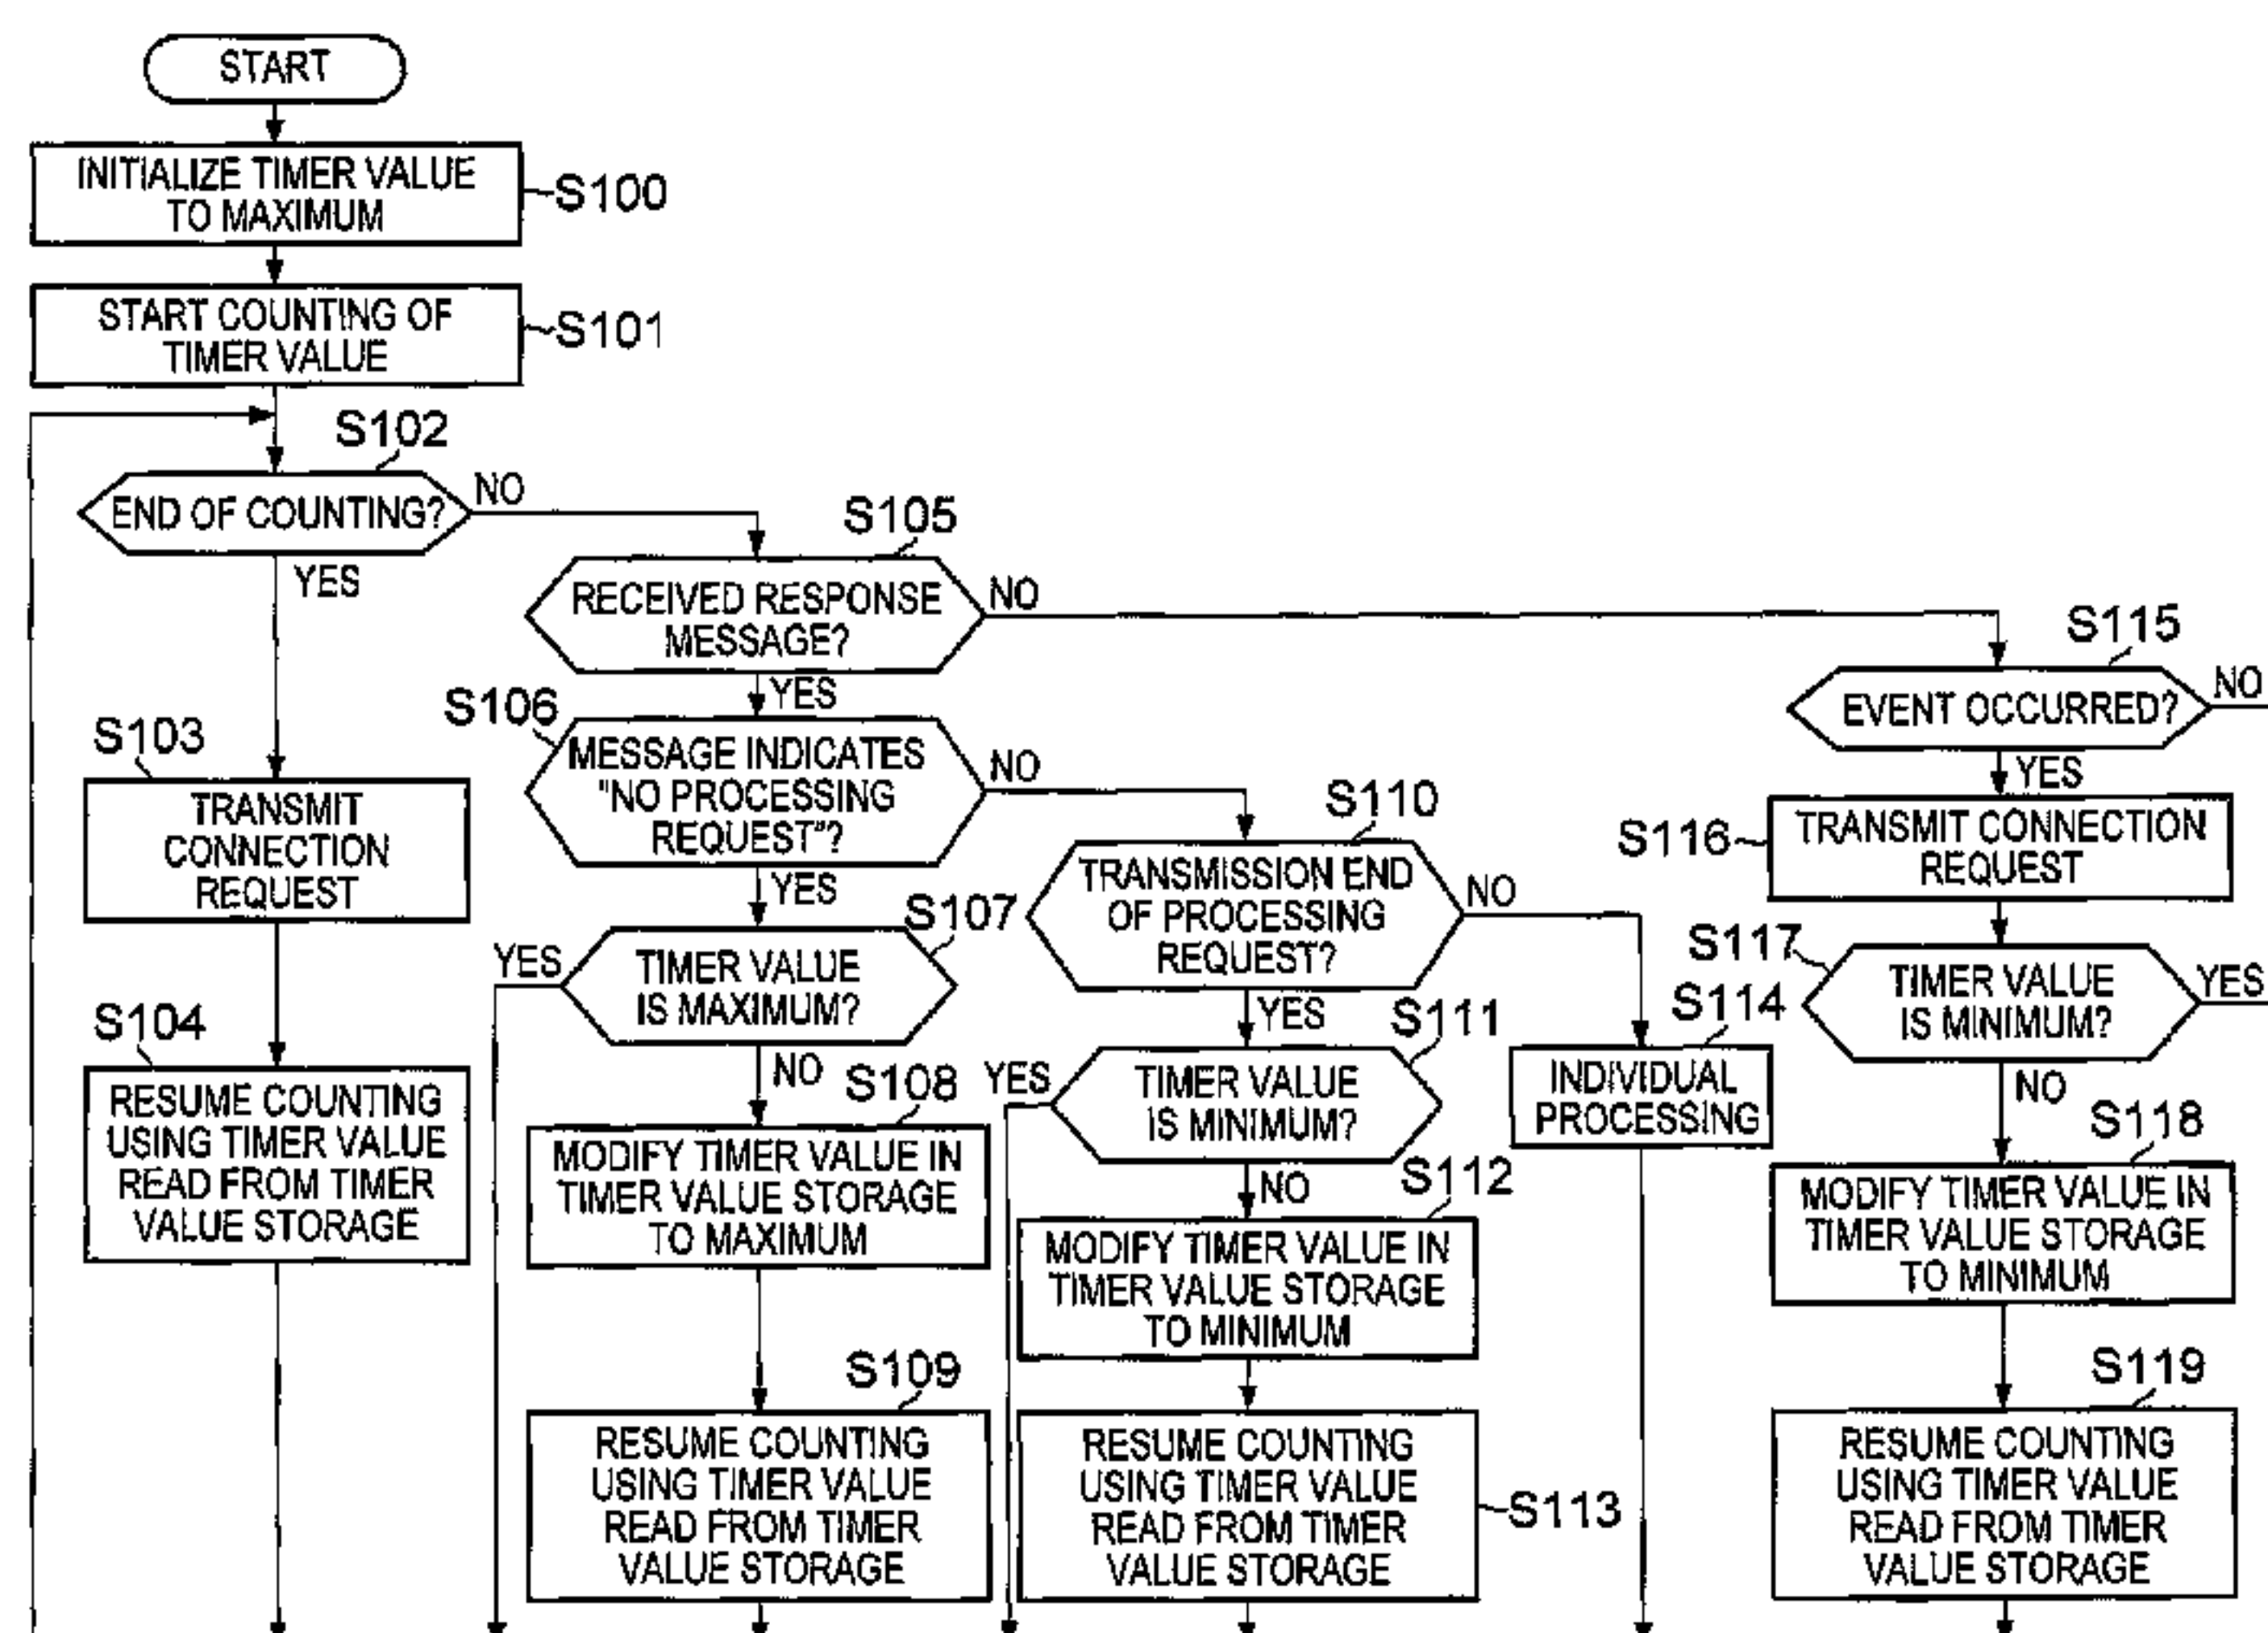 START
INITIALIZE TIMER VALUE
TO MAXIMUM
S100
START COUNTING OF
TIMER VALUE
S101
S102
END OF COUNTING?
NO
YES
S103
TRANSMIT
CONNECTION
REQUEST
S104
RESUME COUNTING
USING TIMER VALUE
READ FROM TIMER
VALUE STORAGE
S105
RECEIVED RESPONSE
MESSAGE?
NO
YES
S106
MESSAGE INDICATES
"NO PROCESSING
REQUEST"?
NO
YES
S107
TIMER VALUE
IS MAXIMUM?
YES
NO
S108
MODIFY TIMER VALUE IN
TIMER VALUE STORAGE
TO MAXIMUM
S109
RESUME COUNTING
USING TIMER VALUE
READ FROM TIMER
VALUE STORAGE
S110
TRANSMISSION END
OF PROCESSING
REQUEST?
NO
YES
S111
TIMER VALUE
IS MINIMUM?
YES
NO
S112
MODIFY TIMER VALUE IN
TIMER VALUE STORAGE
TO MINIMUM
RESUME COUNTING
USING TIMER VALUE
READ FROM TIMER
VALUE STORAGE
S113
S114
INDIVIDUAL
PROCESSING
S115
EVENT OCCURRED?
NO
YES
S116
TRANSMIT CONNECTION
REQUEST
S117
TIMER VALUE
IS MINIMUM?
YES
NO
S118
MODIFY TIMER VALUE IN
TIMER VALUE STORAGE
TO MINIMUM
S119
RESUME COUNTING
USING TIMER VALUE
READ FROM TIMER
VALUE STORAGE